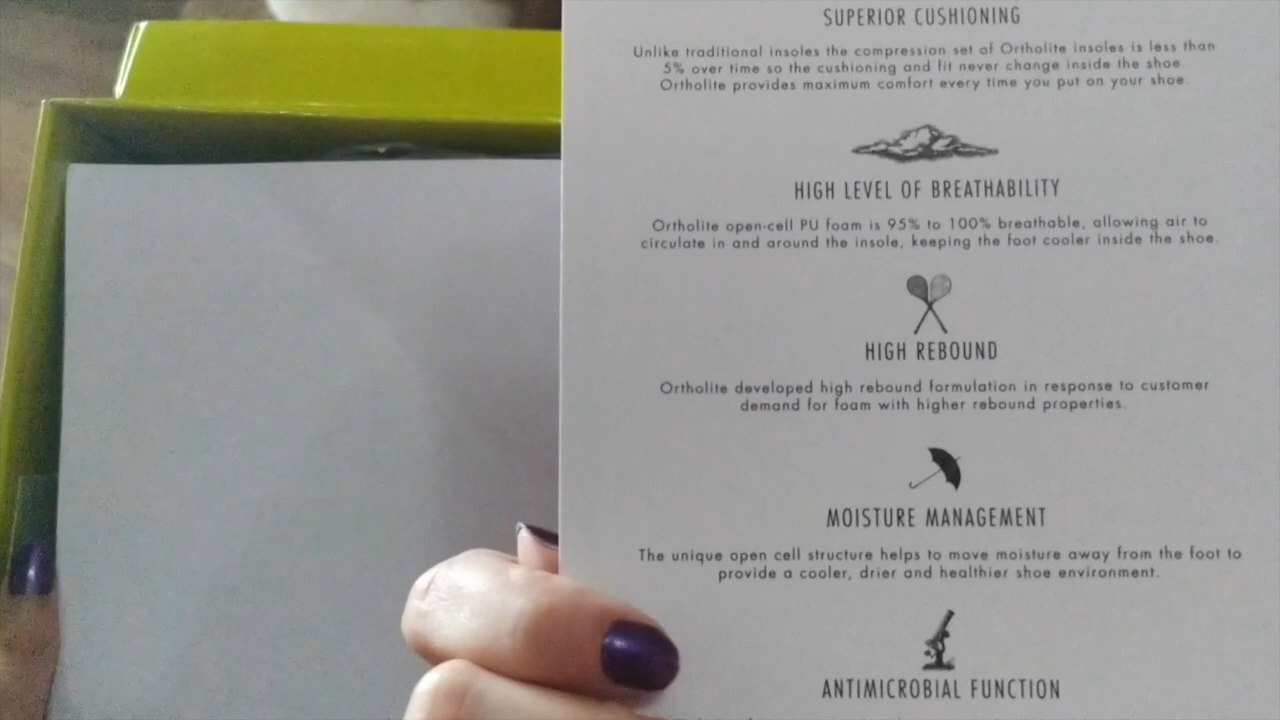 SUPERIOR CUSHIONING
Unlike traditional insoles the compression set of Ortholite insoles is less than
5% over time so the cushioning and fit never change inside the shoe.
Ortholite provides maximum comfort every time you put on your shoe.
HIGH LEVEL OF BREATHABILITY
Ortholite open-cell PU foam is 95% to 100% breathable, allowing air to
circulate in and around the insole, keeping the foot cooler inside the shoe.
HIGH REBOUND
Ortholite developed high rebound formulation in response to customer
demand for foam with higher rebound properties.
MOISTURE MANAGEMENT
The unique open cell structure helps to move moisture away from the foot to
provide a cooler, drier and healthier shoe environment.
ANTIMICROBIAL FUNCTION